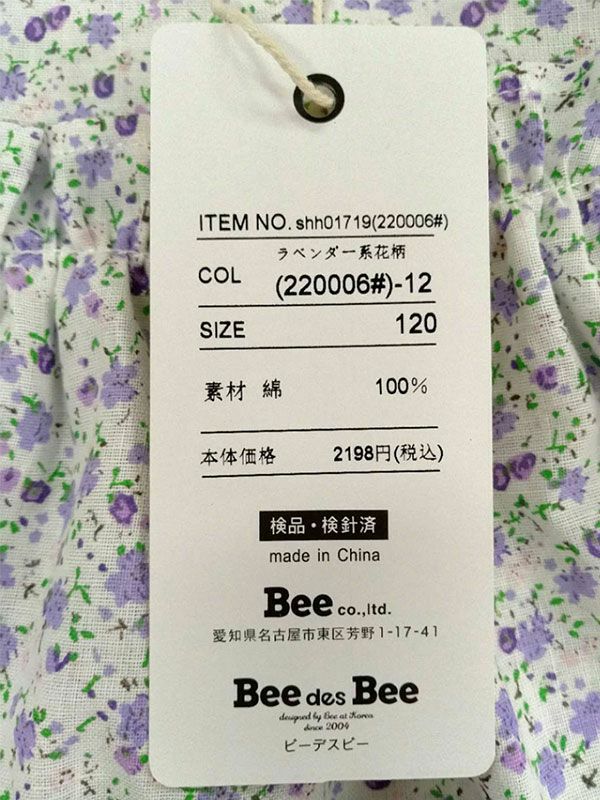 ITEM NO. shh01719(220006#)
ラベンダー系花柄
COL (220006#)-12
SIZE 120
素材 綿 100%
本体価格 2198円(税込)
検品・検針済
made in China
Bee co.,ltd.
愛知県名古屋市東区芳野1-17-41
Bee des Bee
designed by Bee at Korea
since 2004
ビーデスビー